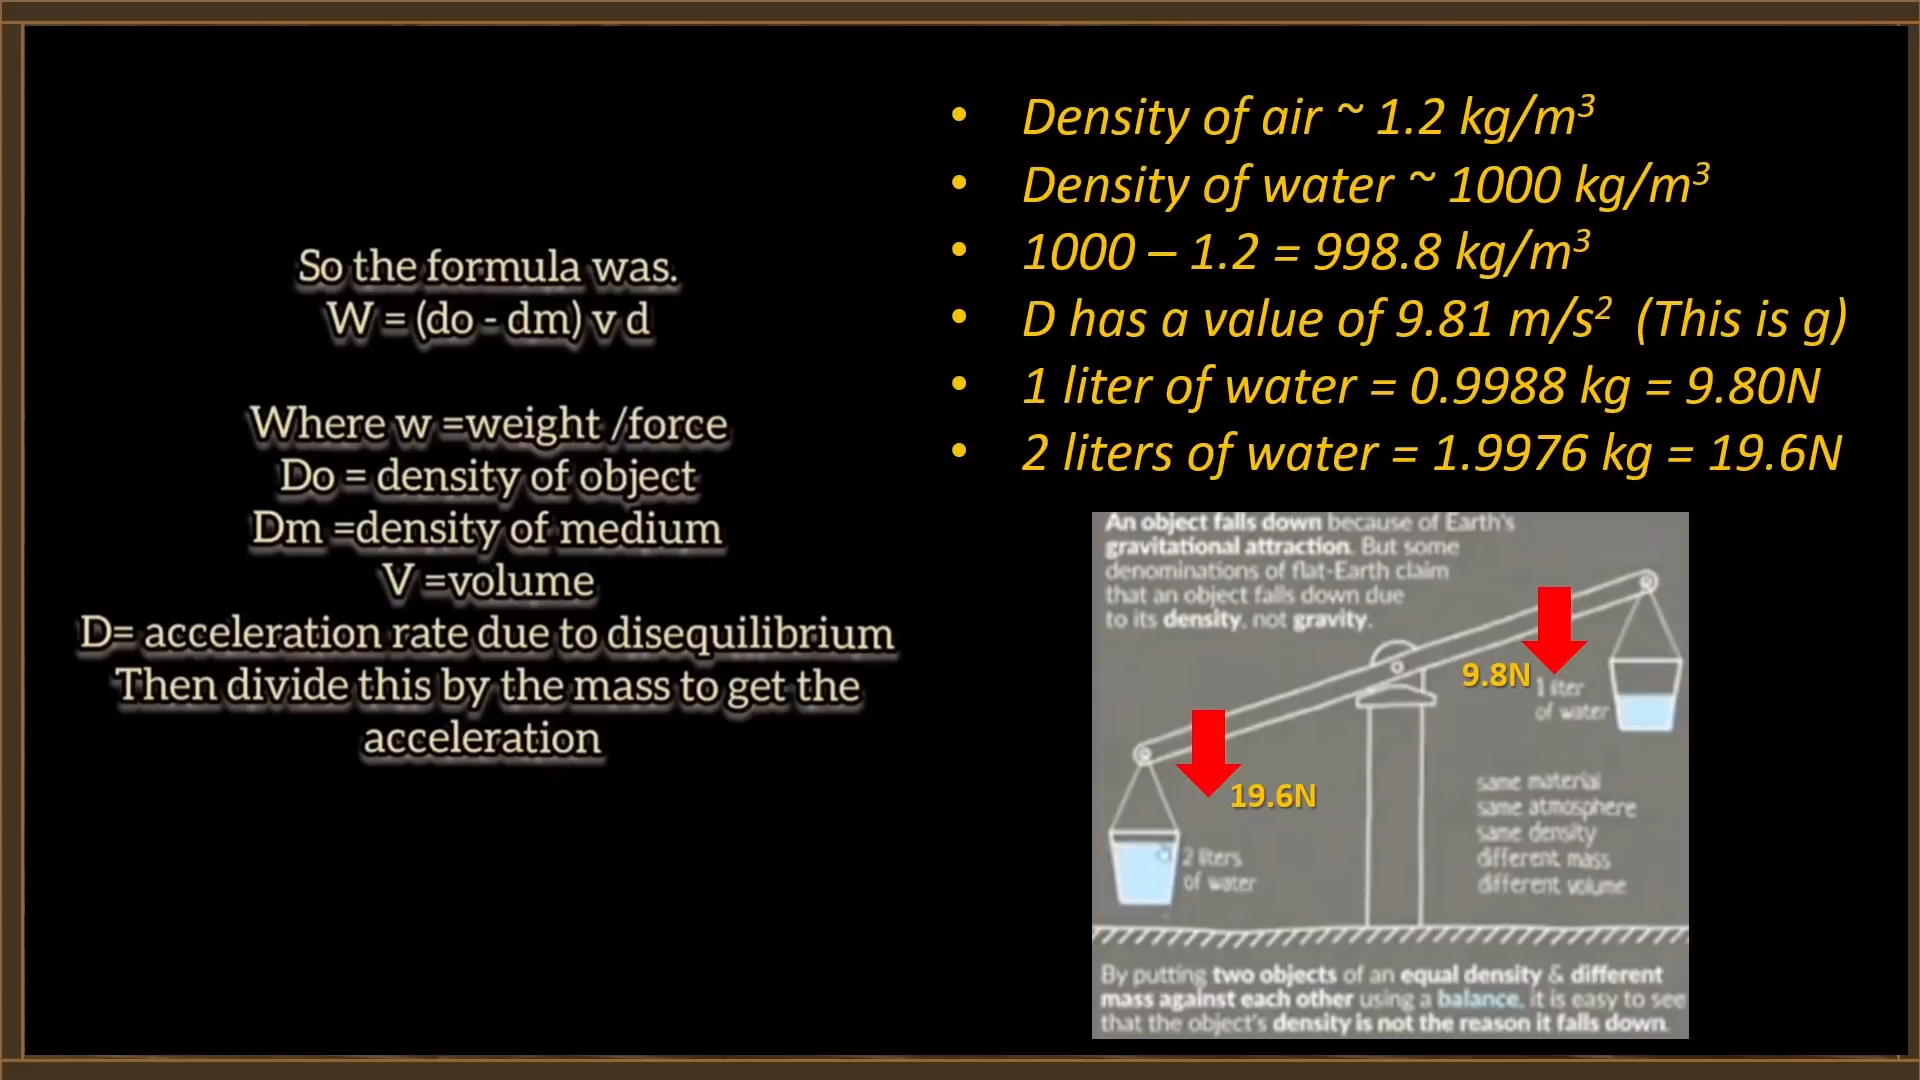 So the formula was.
W = (do - dm) v d
Where w =weight /force
Do = density of object
Dm =density of medium
V =volume
D= acceleration rate due to disequilibrium
Then divide this by the mass to get the
acceleration
• Density of air ~ 1.2 kg/m³
• Density of water ~ 1000 kg/m³
• 1000 – 1.2 = 998.8 kg/m³
• D has a value of 9.81 m/s² (This is g)
• 1 liter of water = 0.9988 kg = 9.80N
• 2 liters of water = 1.9976 kg = 19.6N
An object falls down because of Earth's
gravitational attraction. But some
denominations of flat-Earth claim
that an object falls down due
to its density, not gravity.
9.8N
1 liter
of water
19.6N
2 liters
of water
same material
same atmosphere
same density
different mass
different volume
By putting two objects of an equal density & different
mass against each other using a balance, it is easy to see
that the object's density is not the reason it falls down.